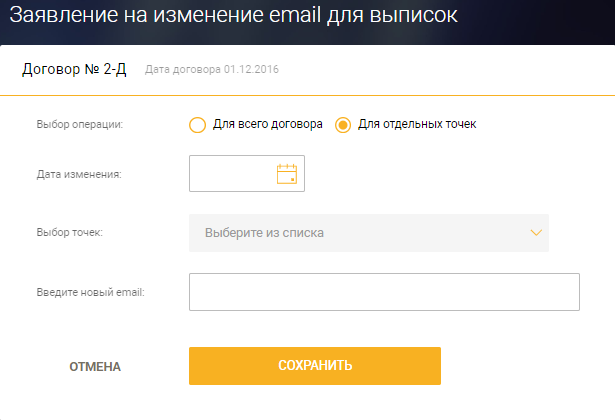 Заявление на изменение email для выписок
Договор № 2-Д Дата договора 01.12.2016
Выбор операции: Для всего договора Для отдельных точек
Дата изменения:
Выбор точек: Выберите из списка
Введите новый email:
ОТМЕНА СОХРАНИТЬ